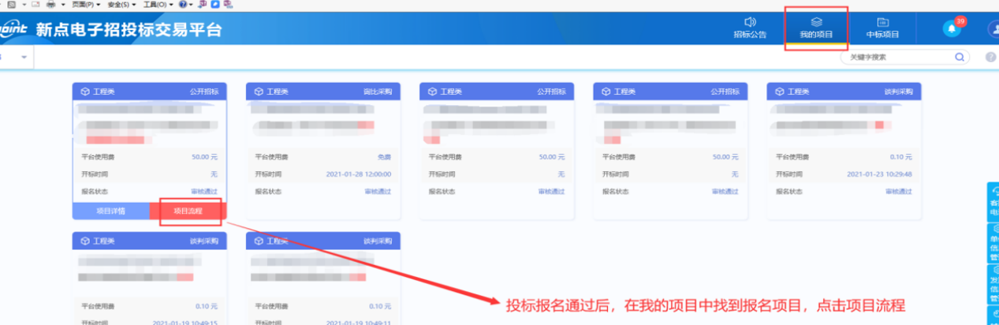 页面(P) 安全(S) 工具(O)
point 新点电子招投标交易平台
招标公告 我的项目 中标项目 39
关键字搜索
工程类 公开招标 工程类 询比采购 工程类 公开招标 工程类 公开招标 工程类 谈判采购
平台使用费 50.00 元 平台使用费 免费 平台使用费 50.00 元 平台使用费 50.00 元 平台使用费 0.10 元
开标时间 无 开标时间 2021-01-28 12:00:00 开标时间 无 开标时间 无 开标时间 2021-01-23 10:29:48
报名状态 审核通过 报名状态 审核通过 报名状态 审核通过 报名状态 审核通过 报名状态 审核通过
项目详情 项目流程
工程类 谈判采购 工程类 谈判采购
投标报名通过后，在我的项目中找到报名项目，点击项目流程
平台使用费 0.10 元 平台使用费 0.10 元
开标时间 2021-01-19 10:49:15 开标时间 2021-01-19 10:49:11